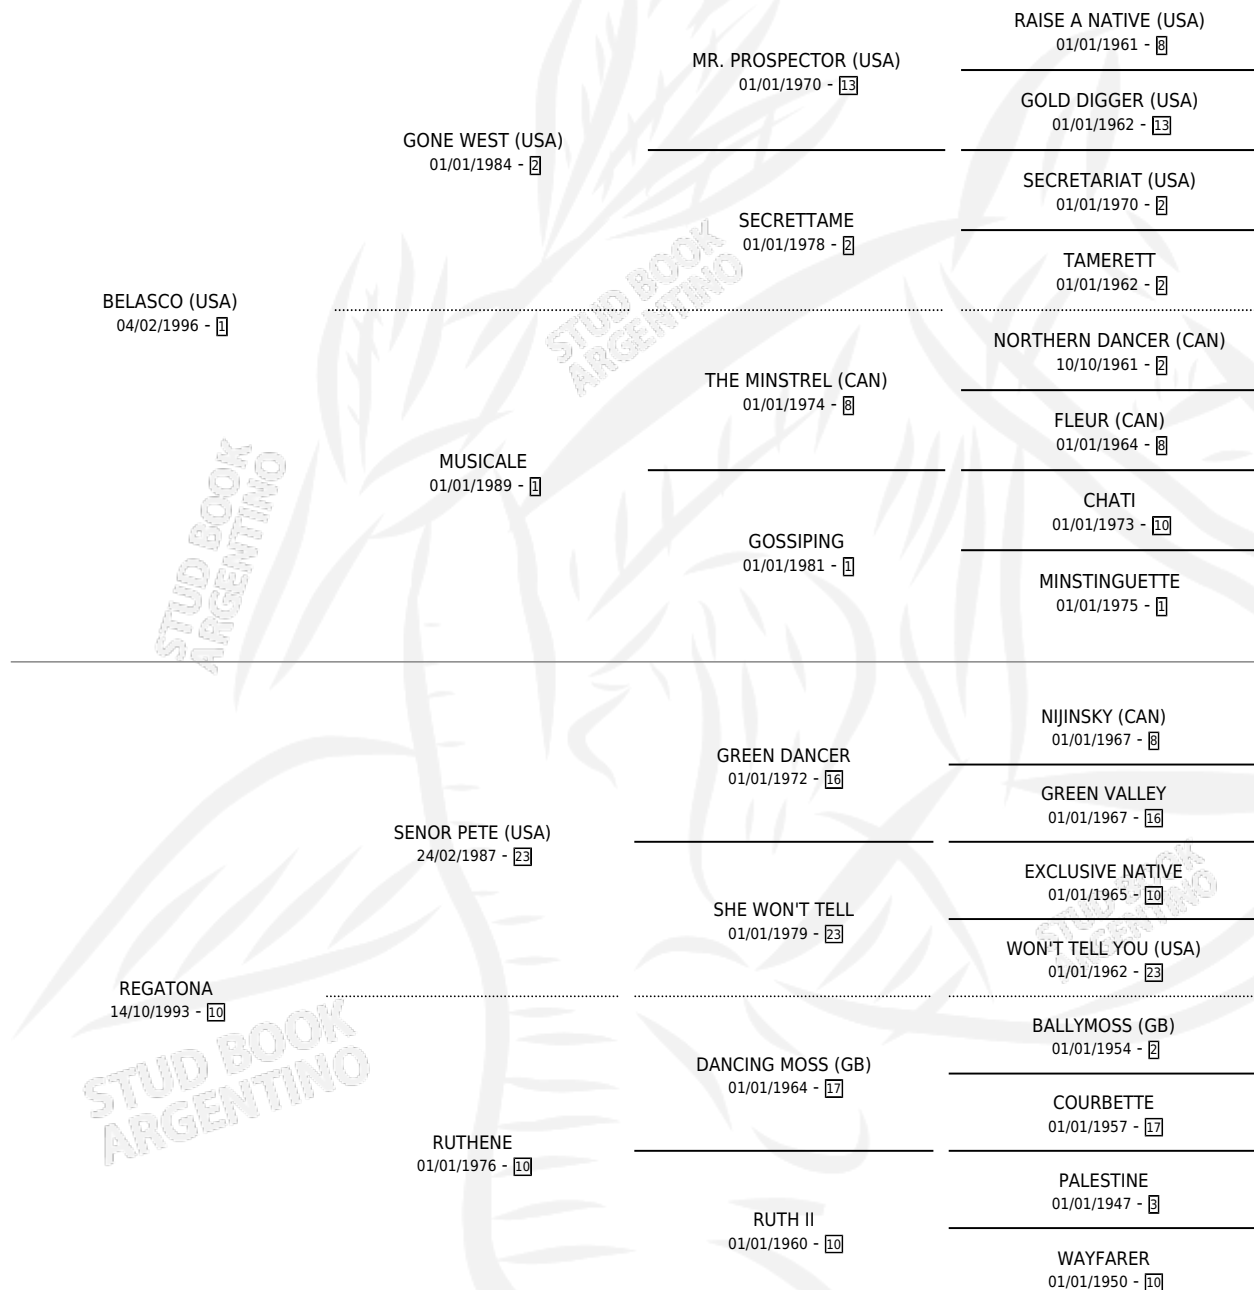 RAISE A NATIVE (USA)
01/01/1961 - 8
MR. PROSPECTOR (USA)
01/01/1970 - 13
GOLD DIGGER (USA)
01/01/1962 - 13
GONE WEST (USA)
01/01/1984 - 2
SECRETARIAT (USA)
01/01/1970 - 2
SECRETTAME
01/01/1978 - 2
TAMERETT
01/01/1962 - 2
BELASCO (USA)
04/02/1996 - 1
NORTHERN DANCER (CAN)
10/10/1961 - 2
THE MINSTREL (CAN)
01/01/1974 - 8
FLEUR (CAN)
01/01/1964 - 8
MUSICALE
01/01/1989 - 1
CHATI
01/01/1973 - 10
GOSSIPING
01/01/1981 - 1
MINSTINGUETTE
01/01/1975 - 1
NIJINSKY (CAN)
01/01/1967 - 8
GREEN DANCER
01/01/1972 - 16
GREEN VALLEY
01/01/1967 - 16
SENOR PETE (USA)
24/02/1987 - 23
EXCLUSIVE NATIVE
01/01/1965 - 10
SHE WON'T TELL
01/01/1979 - 23
WON'T TELL YOU (USA)
01/01/1962 - 23
REGATONA
14/10/1993 - 10
BALLYMOSS (GB)
01/01/1954 - 2
DANCING MOSS (GB)
01/01/1964 - 17
COURBETTE
01/01/1957 - 17
RUTHENE
01/01/1976 - 10
PALESTINE
01/01/1947 - 3
RUTH II
01/01/1960 - 10
WAYFARER
01/01/1950 - 10
STUD BOOK
ARGENTINO
STUD BOOK
ARGENTINO
STUD BOOK
ARGENTINO
STUD BOOK
ARGENTINO